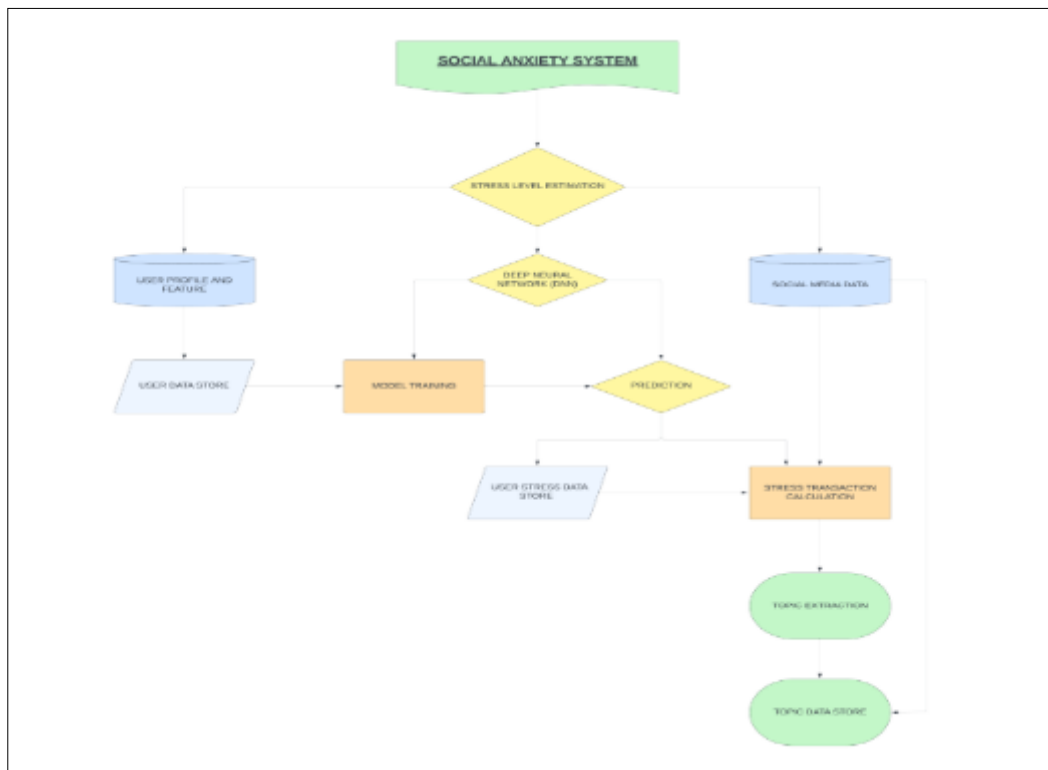 SOCIAL ANXIETY SYSTEM
STRESS LEVEL ESTIMATION
USER PROFILE AND
FEATURE
DEEP NEURAL
NETWORK (DNN)
SOCIAL MEDIA DATA
USER DATA STORE
MODEL TRAINING
PREDICTION
USER STRESS DATA
STORE
STRESS TRANSACTION
CALCULATION
TOPIC EXTRACTION
TOPIC DATA STORE